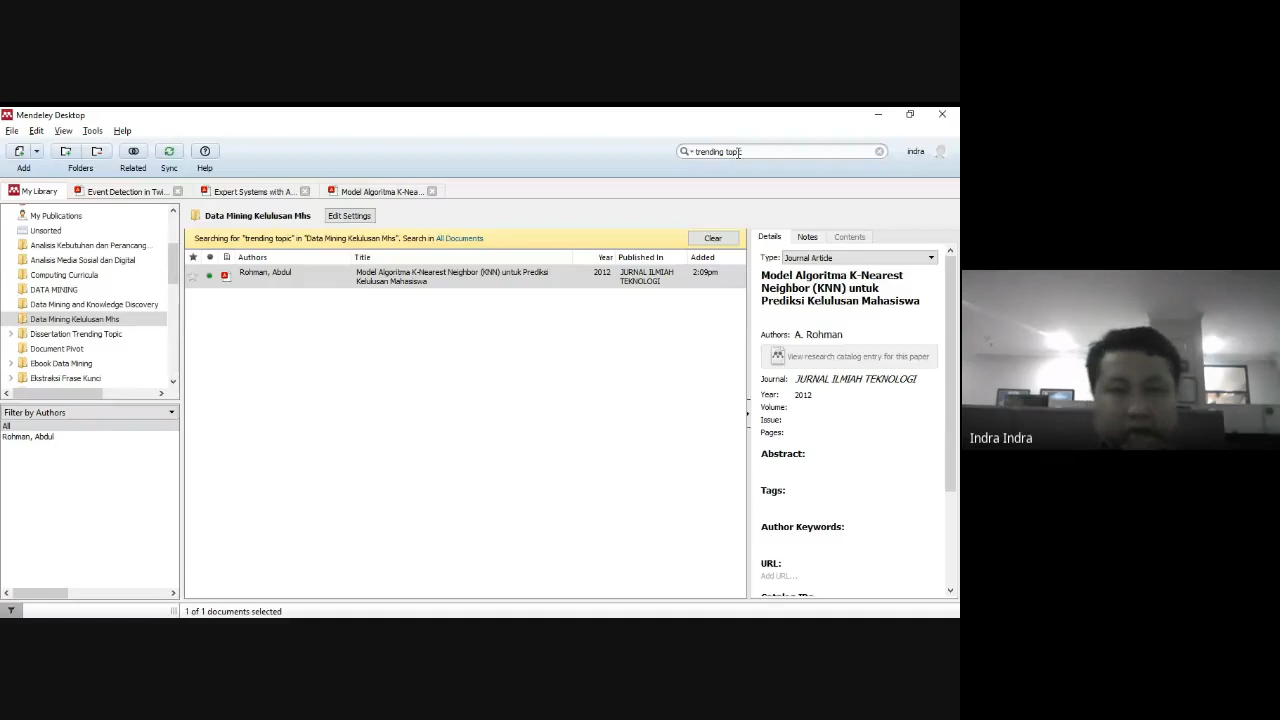 Mendeley Desktop
File Edit View Tools Help
Add Folders Related Sync Help
trending topic
indra
My Library Event Detection in Twi... Expert Systems with A... Model Algoritma K-Nea...
My Publications
Unsorted
Analisis Kebutuhan dan Perancang...
Analisis Media Sosial dan Digital
Computing Curricula
DATA MINING
Data Mining and Knowledge Discovery
Data Mining Kelulusan Mhs
Dissertation Trending Topic
Document Pivot
Ebook Data Mining
Ekstraksi Frase Kunci
Filter by Authors
All
Rohman, Abdul
Data Mining Kelulusan Mhs Edit Settings
Searching for "trending topic" in "Data Mining Kelulusan Mhs". Search in All Documents Clear
Authors Title Year Published In Added
Rohman, Abdul Model Algoritma K-Nearest Neighbor (KNN) untuk Prediksi 2012 JURNAL ILMIAH 2:09pm
Kelulusan Mahasiswa TEKNOLOGI
1 of 1 documents selected
Details Notes Contents
Type: Journal Article
Model Algoritma K-Nearest
Neighbor (KNN) untuk
Prediksi Kelulusan Mahasiswa
Authors: A. Rohman
View research catalog entry for this paper
Journal: JURNAL ILMIAH TEKNOLOGI
Year: 2012
Volume:
Issue:
Pages:
Abstract:
Tags:
Author Keywords:
URL:
Add URL...
Catalog IDs
Indra Indra